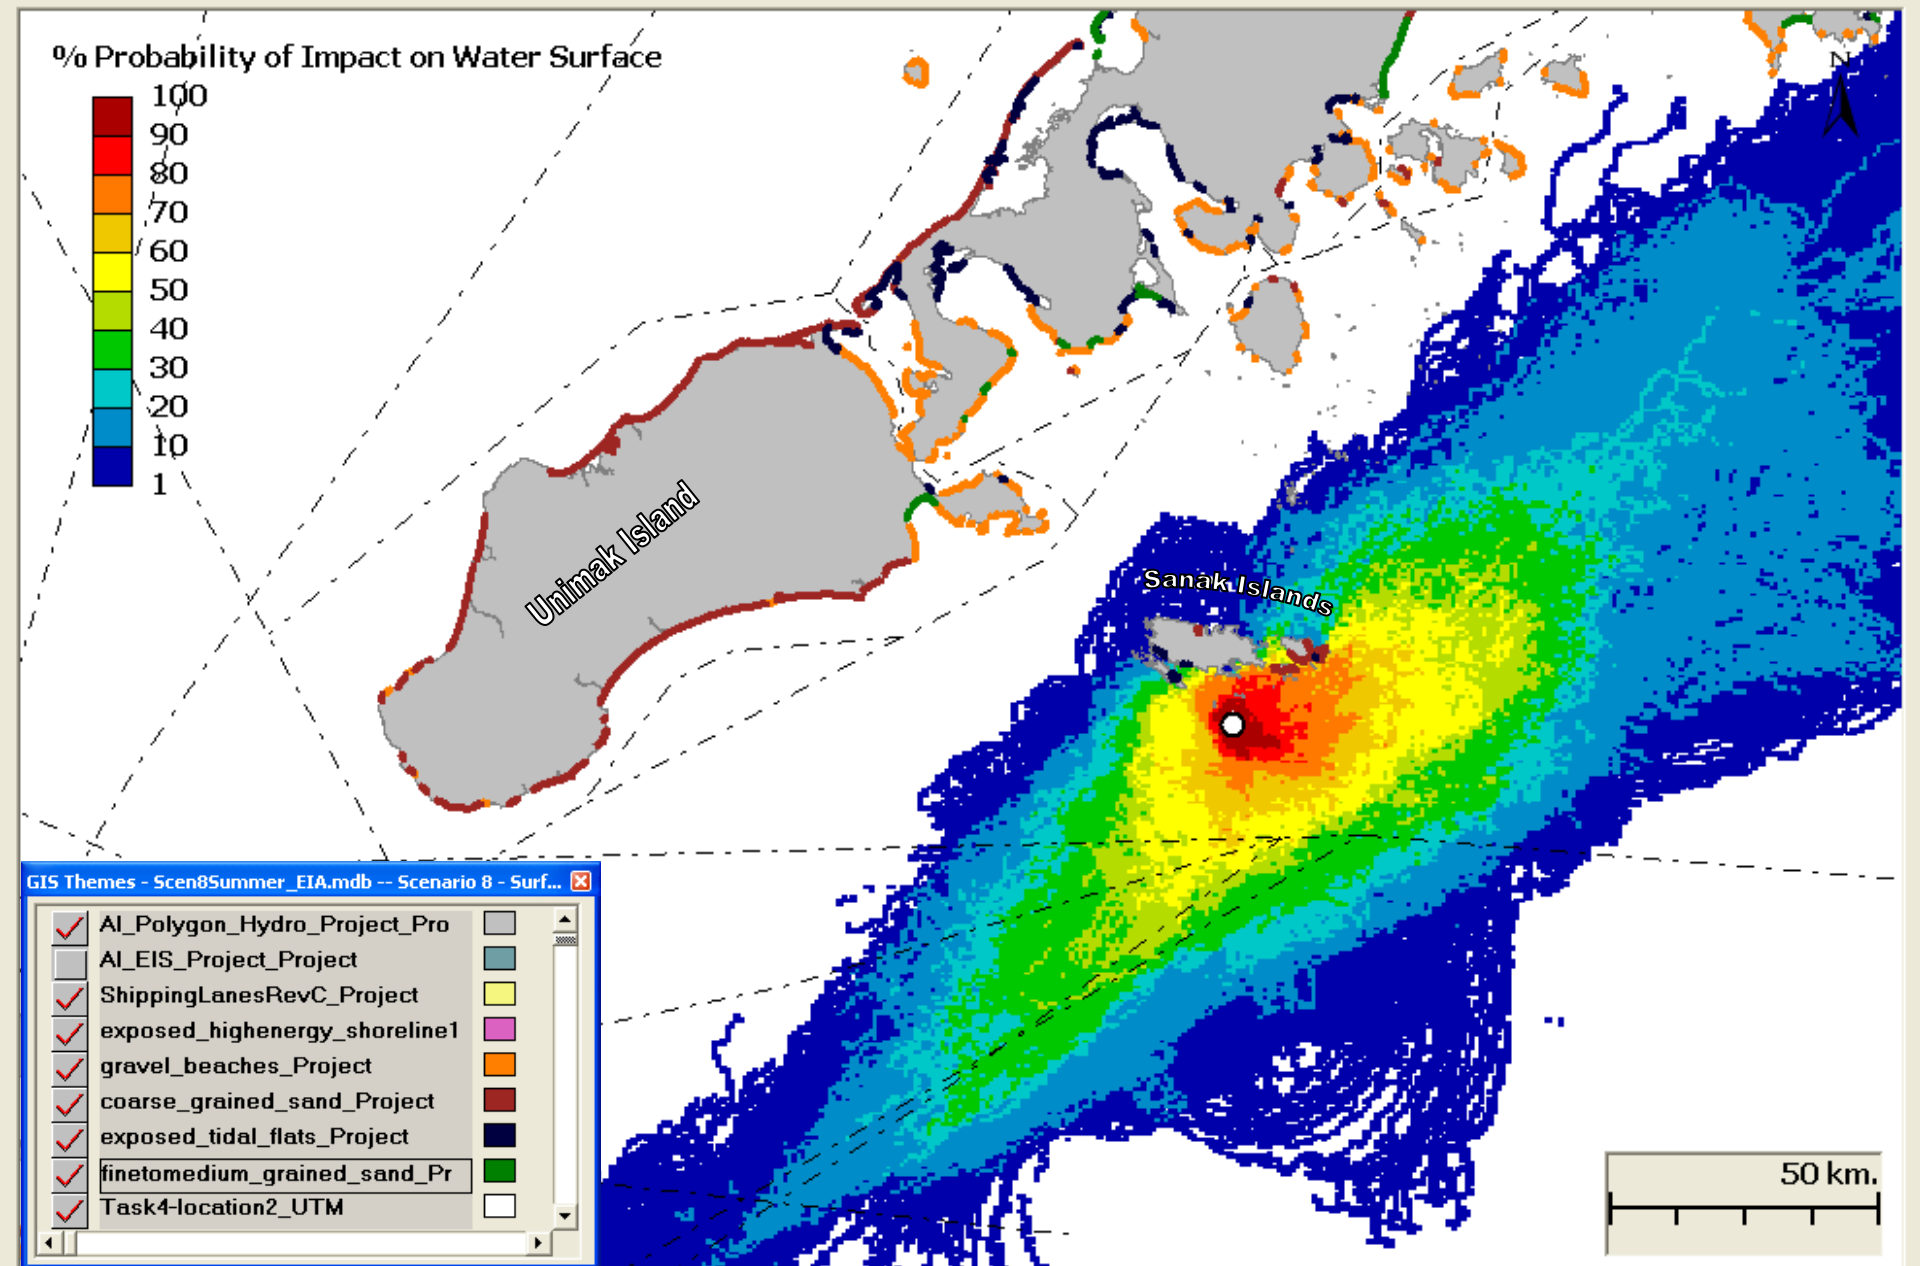 % Probability of Impact on Water Surface
100
90
80
70
60
50
40
30
20
10
1
N
Unimak Island
Sanak Islands
GIS Themes - Scen8Summer_EIA.mdb -- Scenario 8 - Surf...
AI_Polygon_Hydro_Project_Pro
AI_EIS_Project_Project
ShippingLanesRevC_Project
exposed_highenergy_shoreline1
gravel_beaches_Project
coarse_grained_sand_Project
exposed_tidal_flats_Project
finetomedium_grained_sand_Pr
Task4-location2_UTM
50 km.